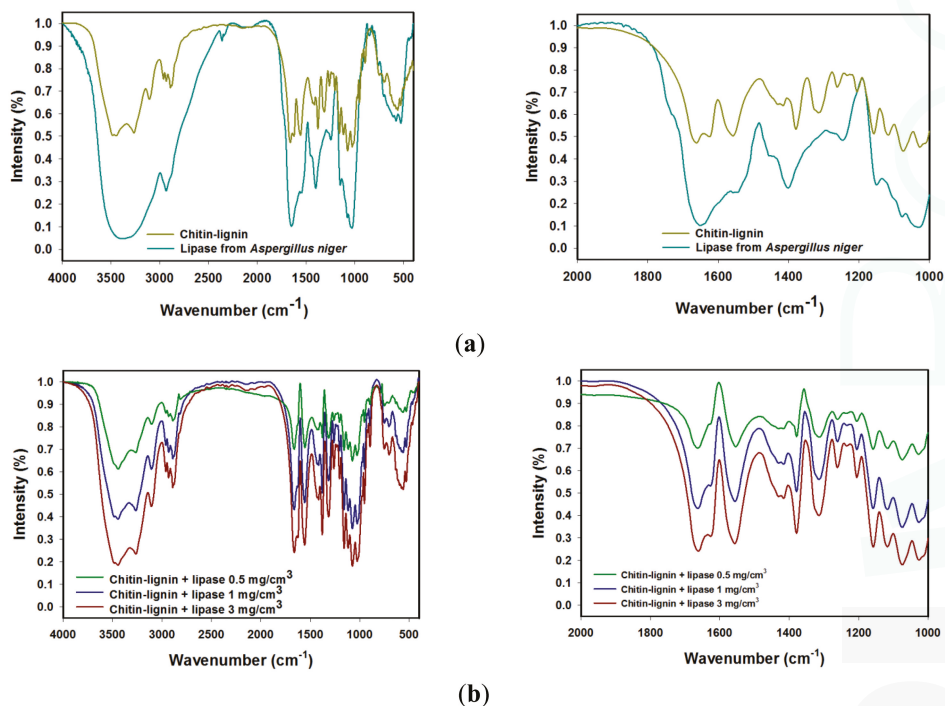 1.0
0.9
0.8
0.7
0.6
0.5
0.4
0.3
0.2
0.1
0.0
Intensity (%)
Chitin-lignin
Lipase from Aspergillus niger
4000 3500 3000 2500 2000 1500 1000 500
Wavenumber (cm-1)
1.0
0.9
0.8
0.7
0.6
0.5
0.4
0.3
0.2
0.1
0.0
Intensity (%)
Chitin-lignin
Lipase from Aspergillus niger
2000 1800 1600 1400 1200 1000
Wavenumber (cm-1)
(a)
1.0
0.9
0.8
0.7
0.6
0.5
0.4
0.3
0.2
0.1
0.0
Intensity (%)
Chitin-lignin + lipase 0.5 mg/cm3
Chitin-lignin + lipase 1 mg/cm3
Chitin-lignin + lipase 3 mg/cm3
4000 3500 3000 2500 2000 1500 1000 500
Wavenumber (cm-1)
1.0
0.9
0.8
0.7
0.6
0.5
0.4
0.3
0.2
0.1
0.0
Intensity (%)
Chitin-lignin + lipase 0.5 mg/cm3
Chitin-lignin + lipase 1 mg/cm3
Chitin-lignin + lipase 3 mg/cm3
2000 1800 1600 1400 1200 1000
Wavenumber (cm-1)
(b)